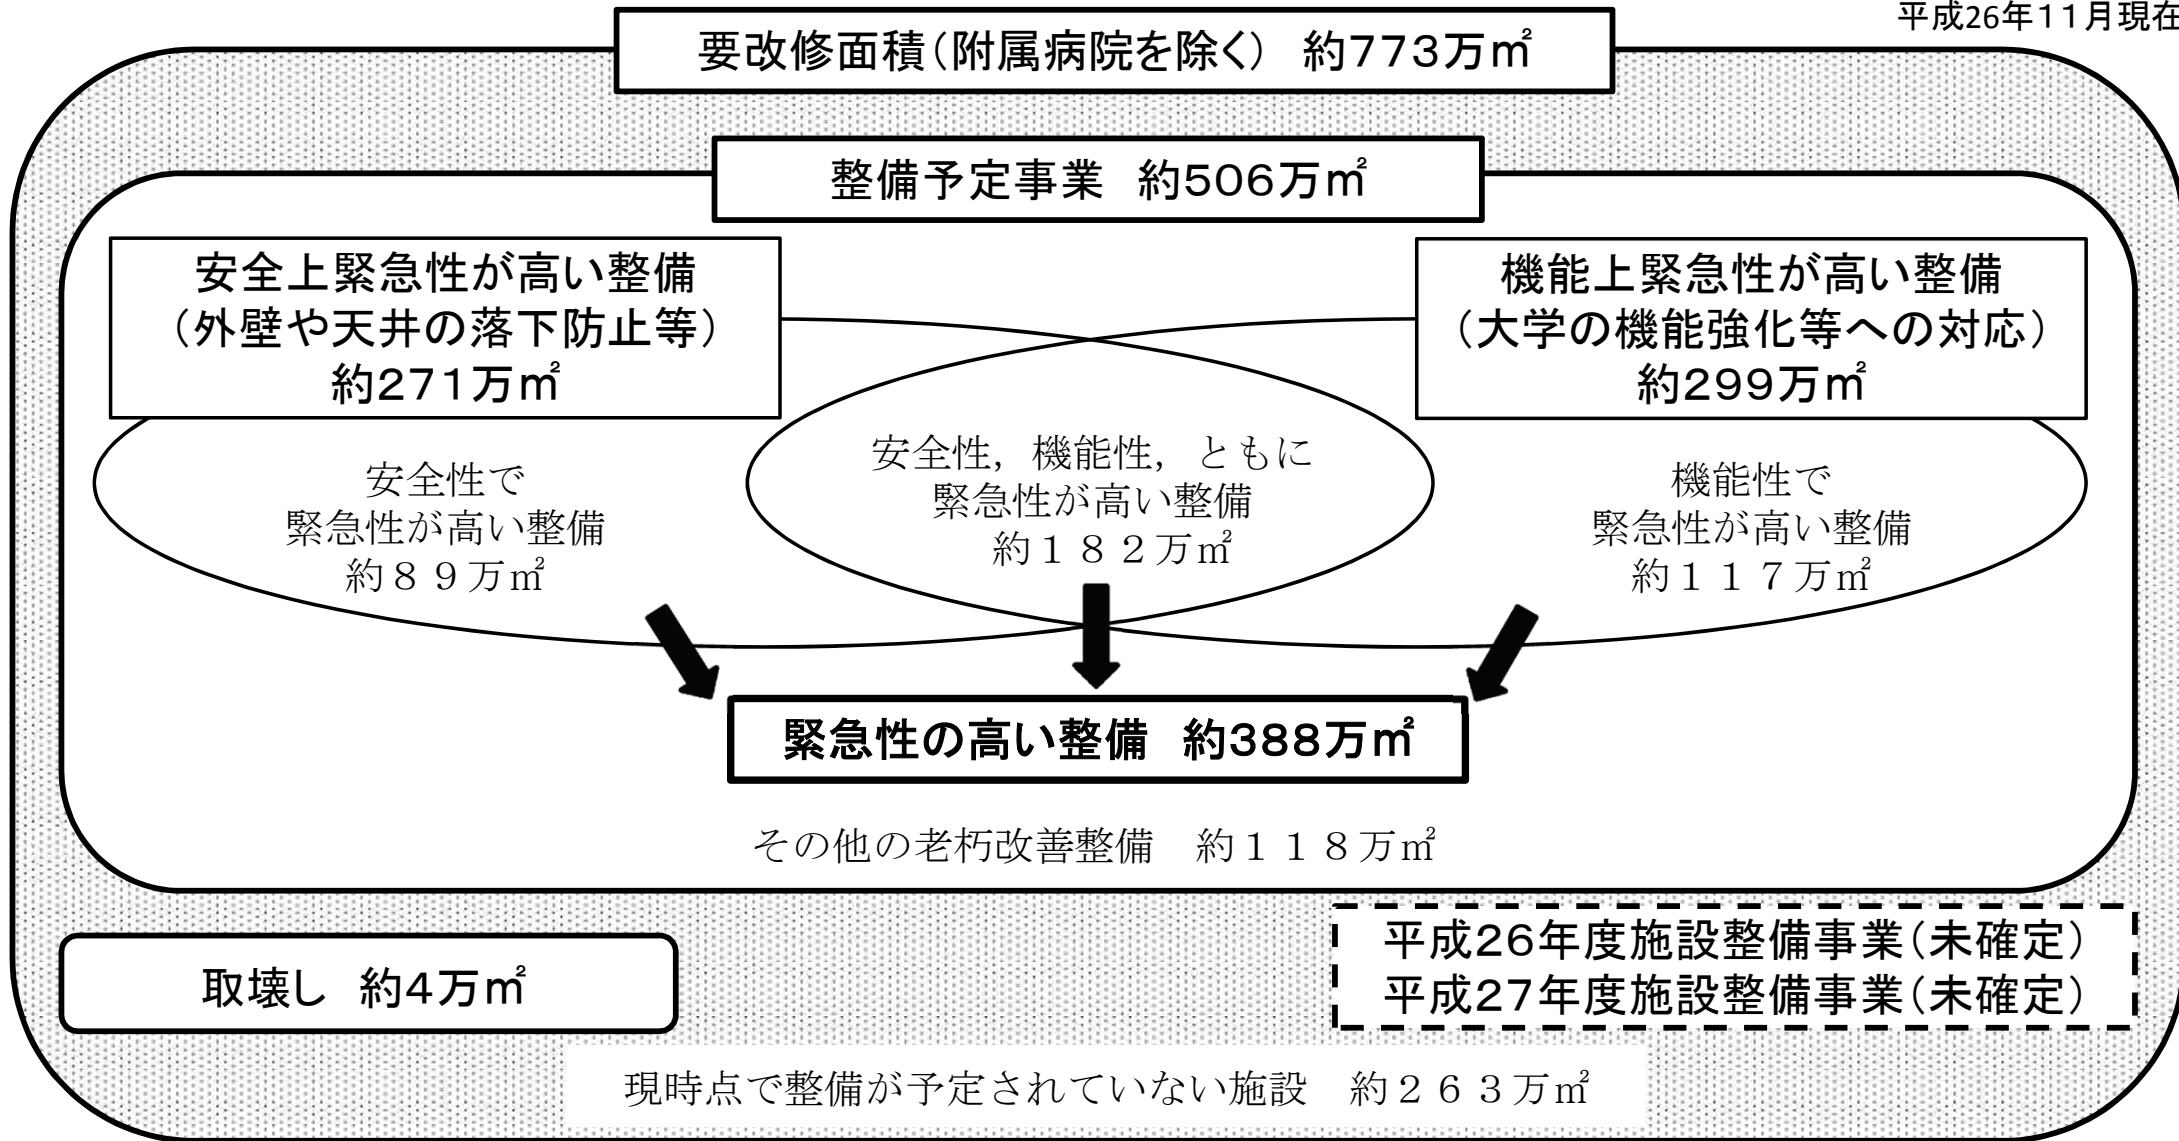 平成26年11月現在
要改修面積(附属病院を除く) 約773万㎡
整備予定事業 約506万㎡
安全上緊急性が高い整備
(外壁や天井の落下防止等)
約271万㎡
機能上緊急性が高い整備
(大学の機能強化等への対応)
約299万㎡
安全性で
緊急性が高い整備
約89万㎡
安全性,機能性,ともに
緊急性が高い整備
約182万㎡
機能性で
緊急性が高い整備
約117万㎡
緊急性の高い整備 約388万㎡
その他の老朽改善整備 約118万㎡
取壊し 約4万㎡
平成26年度施設整備事業(未確定)
平成27年度施設整備事業(未確定)
現時点で整備が予定されていない施設 約263万㎡